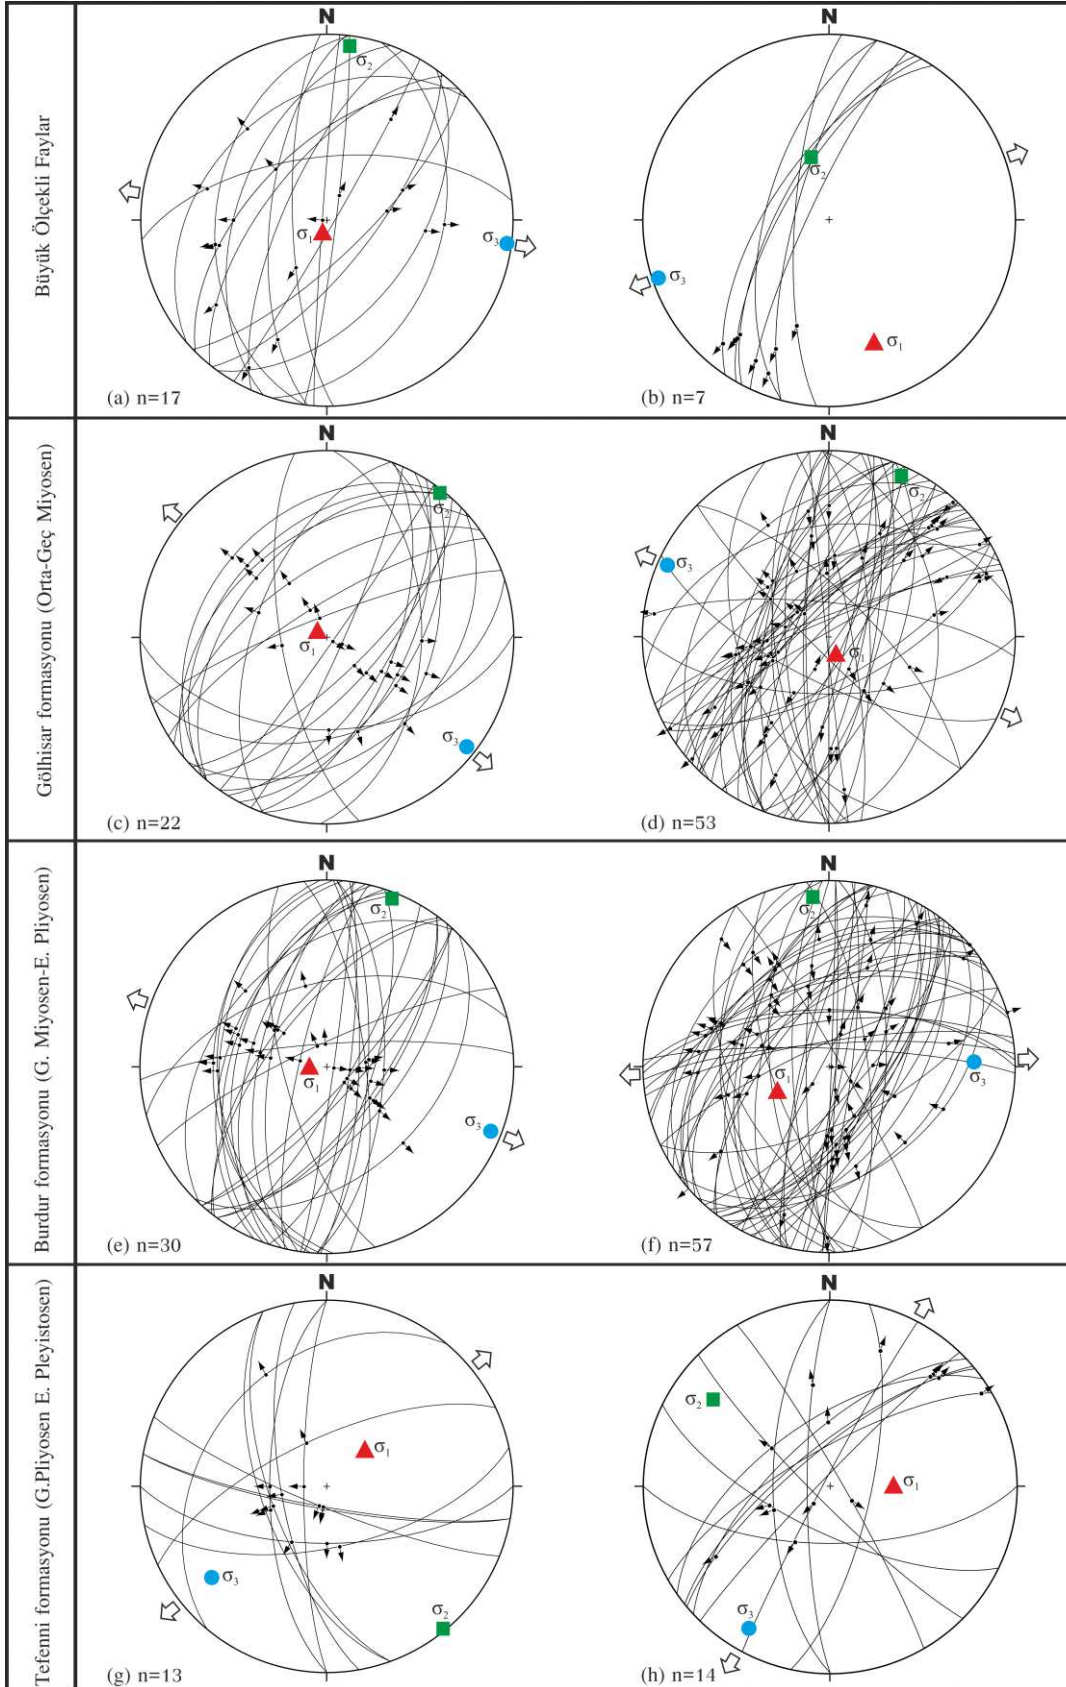 Büyük Ölçekli Faylar
N
σ2
σ1
σ3
(a) n=17
N
σ2
σ3
σ1
(b) n=7
Gölhisar formasyonu (Orta-Geç Miyosen)
N
σ2
σ1
σ3
(c) n=22
N
σ2
σ3
σ1
(d) n=53
Burdur formasyonu (G. Miyosen-E. Pliyosen)
N
σ2
σ1
σ3
(e) n=30
N
σ2
σ3
σ1
(f) n=57
Tefenni formasyonu (G.Pliyosen E. Pleyistosen)
N
σ1
σ3
σ2
(g) n=13
N
σ2
σ1
σ3
(h) n=14